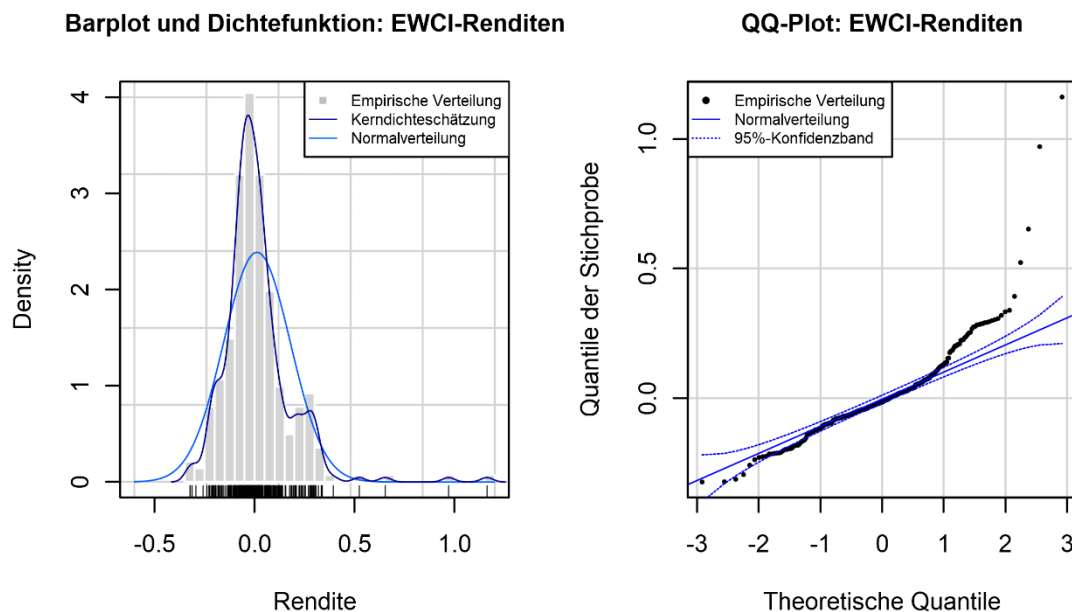 Barplot und Dichtefunktion: EWCI-Renditen
Empirische Verteilung
Kerndichteschätzung
Normalverteilung
Density
4
3
2
1
0
-0.5
0.0
0.5
1.0
Rendite
QQ-Plot: EWCI-Renditen
Empirische Verteilung
Normalverteilung
95%-Konfidenzband
Quantile der Stichprobe
1.0
0.5
0.0
-3
-2
-1
0
1
2
3
Theoretische Quantile